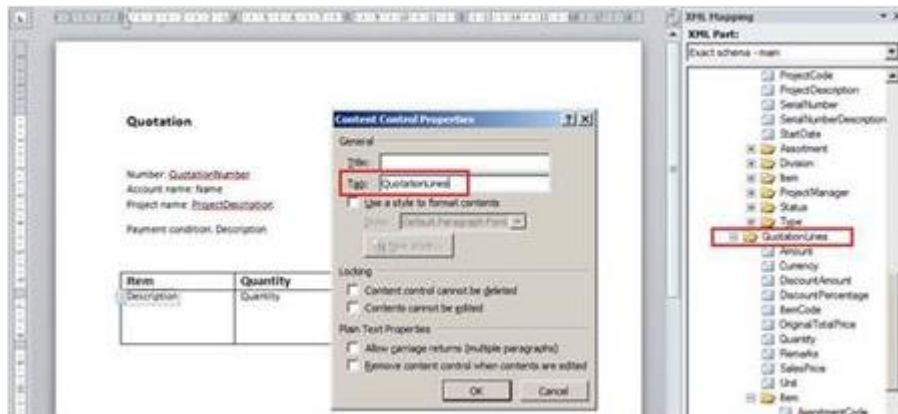 Quotation
Number: QuotationNumber
Account name: Name
Project name: ProjectDescription
Payment condition: Description
Item Quantity
Description Quantity
Content Control Properties
General
Title:
Tag: QuotationLines
Use a style to format contents
Style: Default Paragraph Font
New Style...
Locking
Content control cannot be deleted
Contents cannot be edited
Plain Text Properties
Allow carriage returns (multiple paragraphs)
Remove content control when contents are edited
OK Cancel
XML Mapping
XML Part:
Exact schema - main
ProjectCode
ProjectDescription
SerialNumber
SerialNumberDescription
StartDate
Assortment
Division
Item
ProjectManager
Status
Type
QuotationLines
Amount
Currency
DiscountAmount
DiscountPercentage
ItemCode
OriginalTotalPrice
Quantity
Remarks
SalesPrice
Unit
Item
AssortmentCode